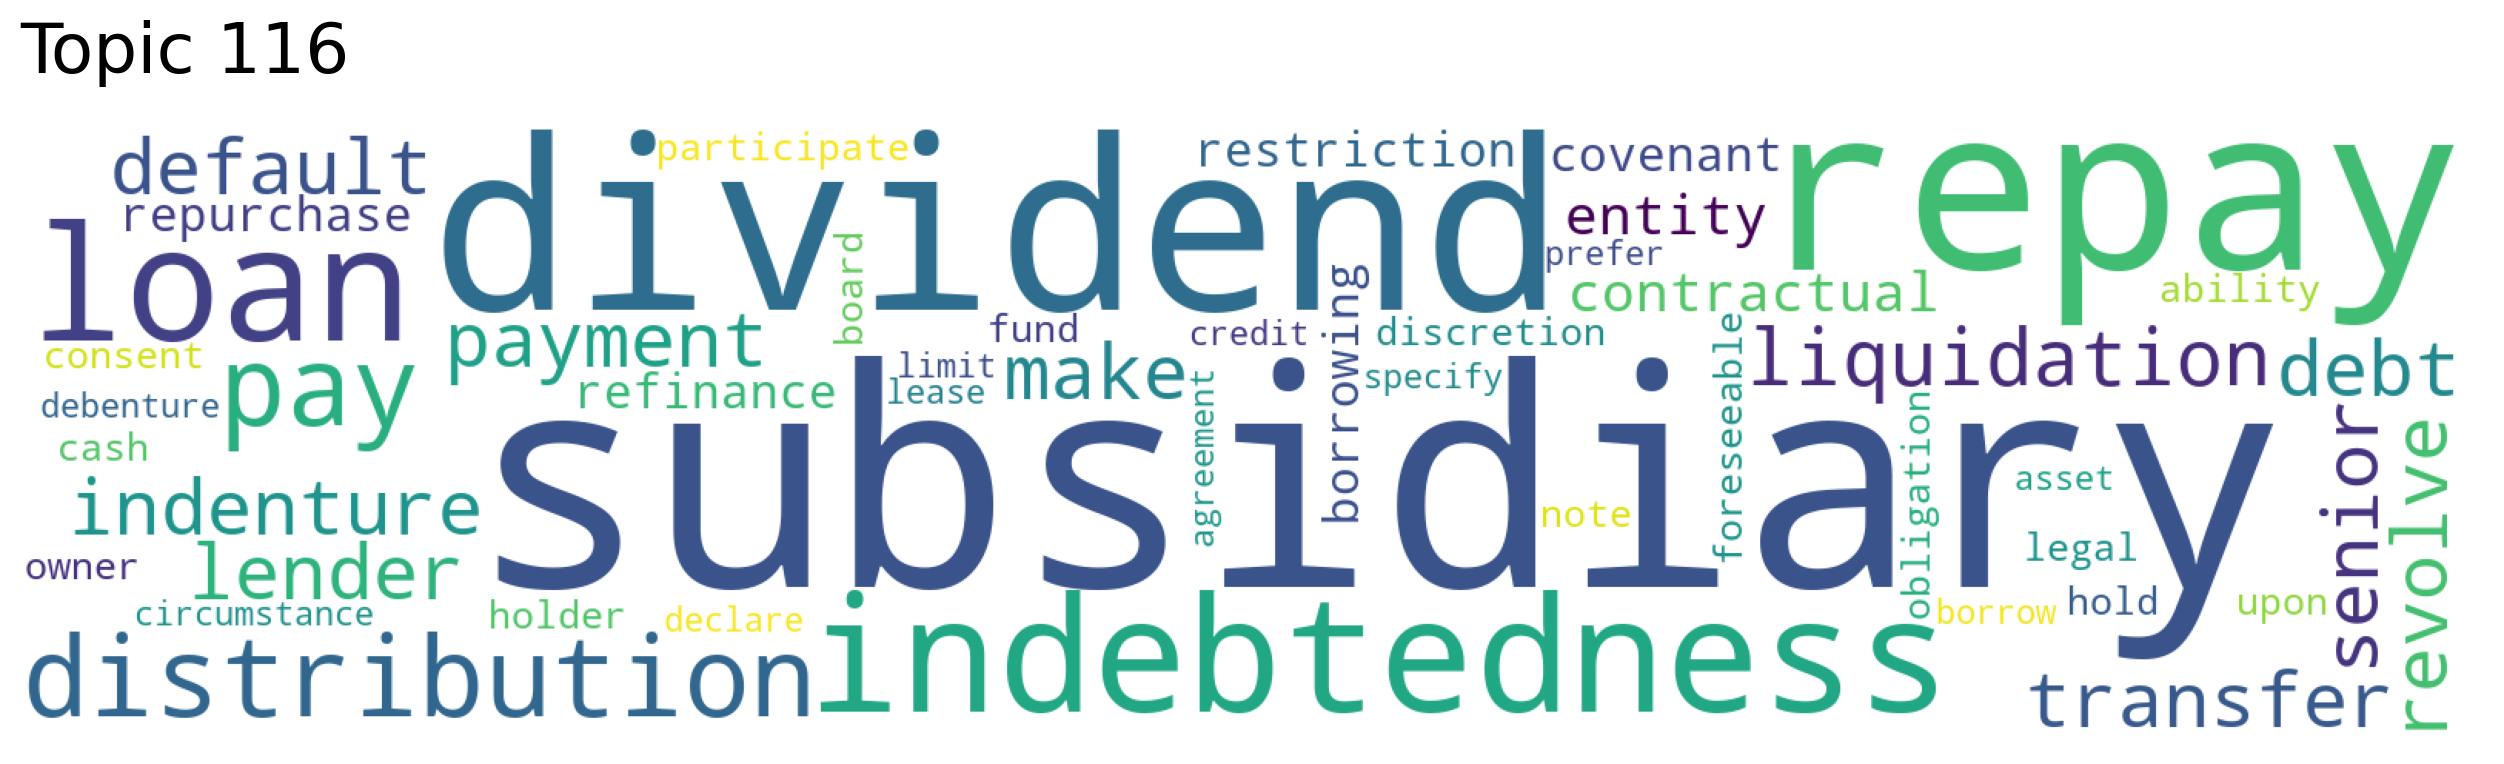 Topic 116
default
participate
restriction
covenant
repay
repurchase
dividend
entity
loan
board
prefer
borrowing
contractual
ability
payment
fund
credit
discretion
foreseeable
liquidation
debt
consent
pay
refinance
limit
lease
make
agreement
specify
debenture
cash
subsidiary
obligation
asset
senior
revolve
indenture
note
legal
owner
lender
circumstance
holder
declare
borrow
hold
upon
distribution
indebtedness
transfer